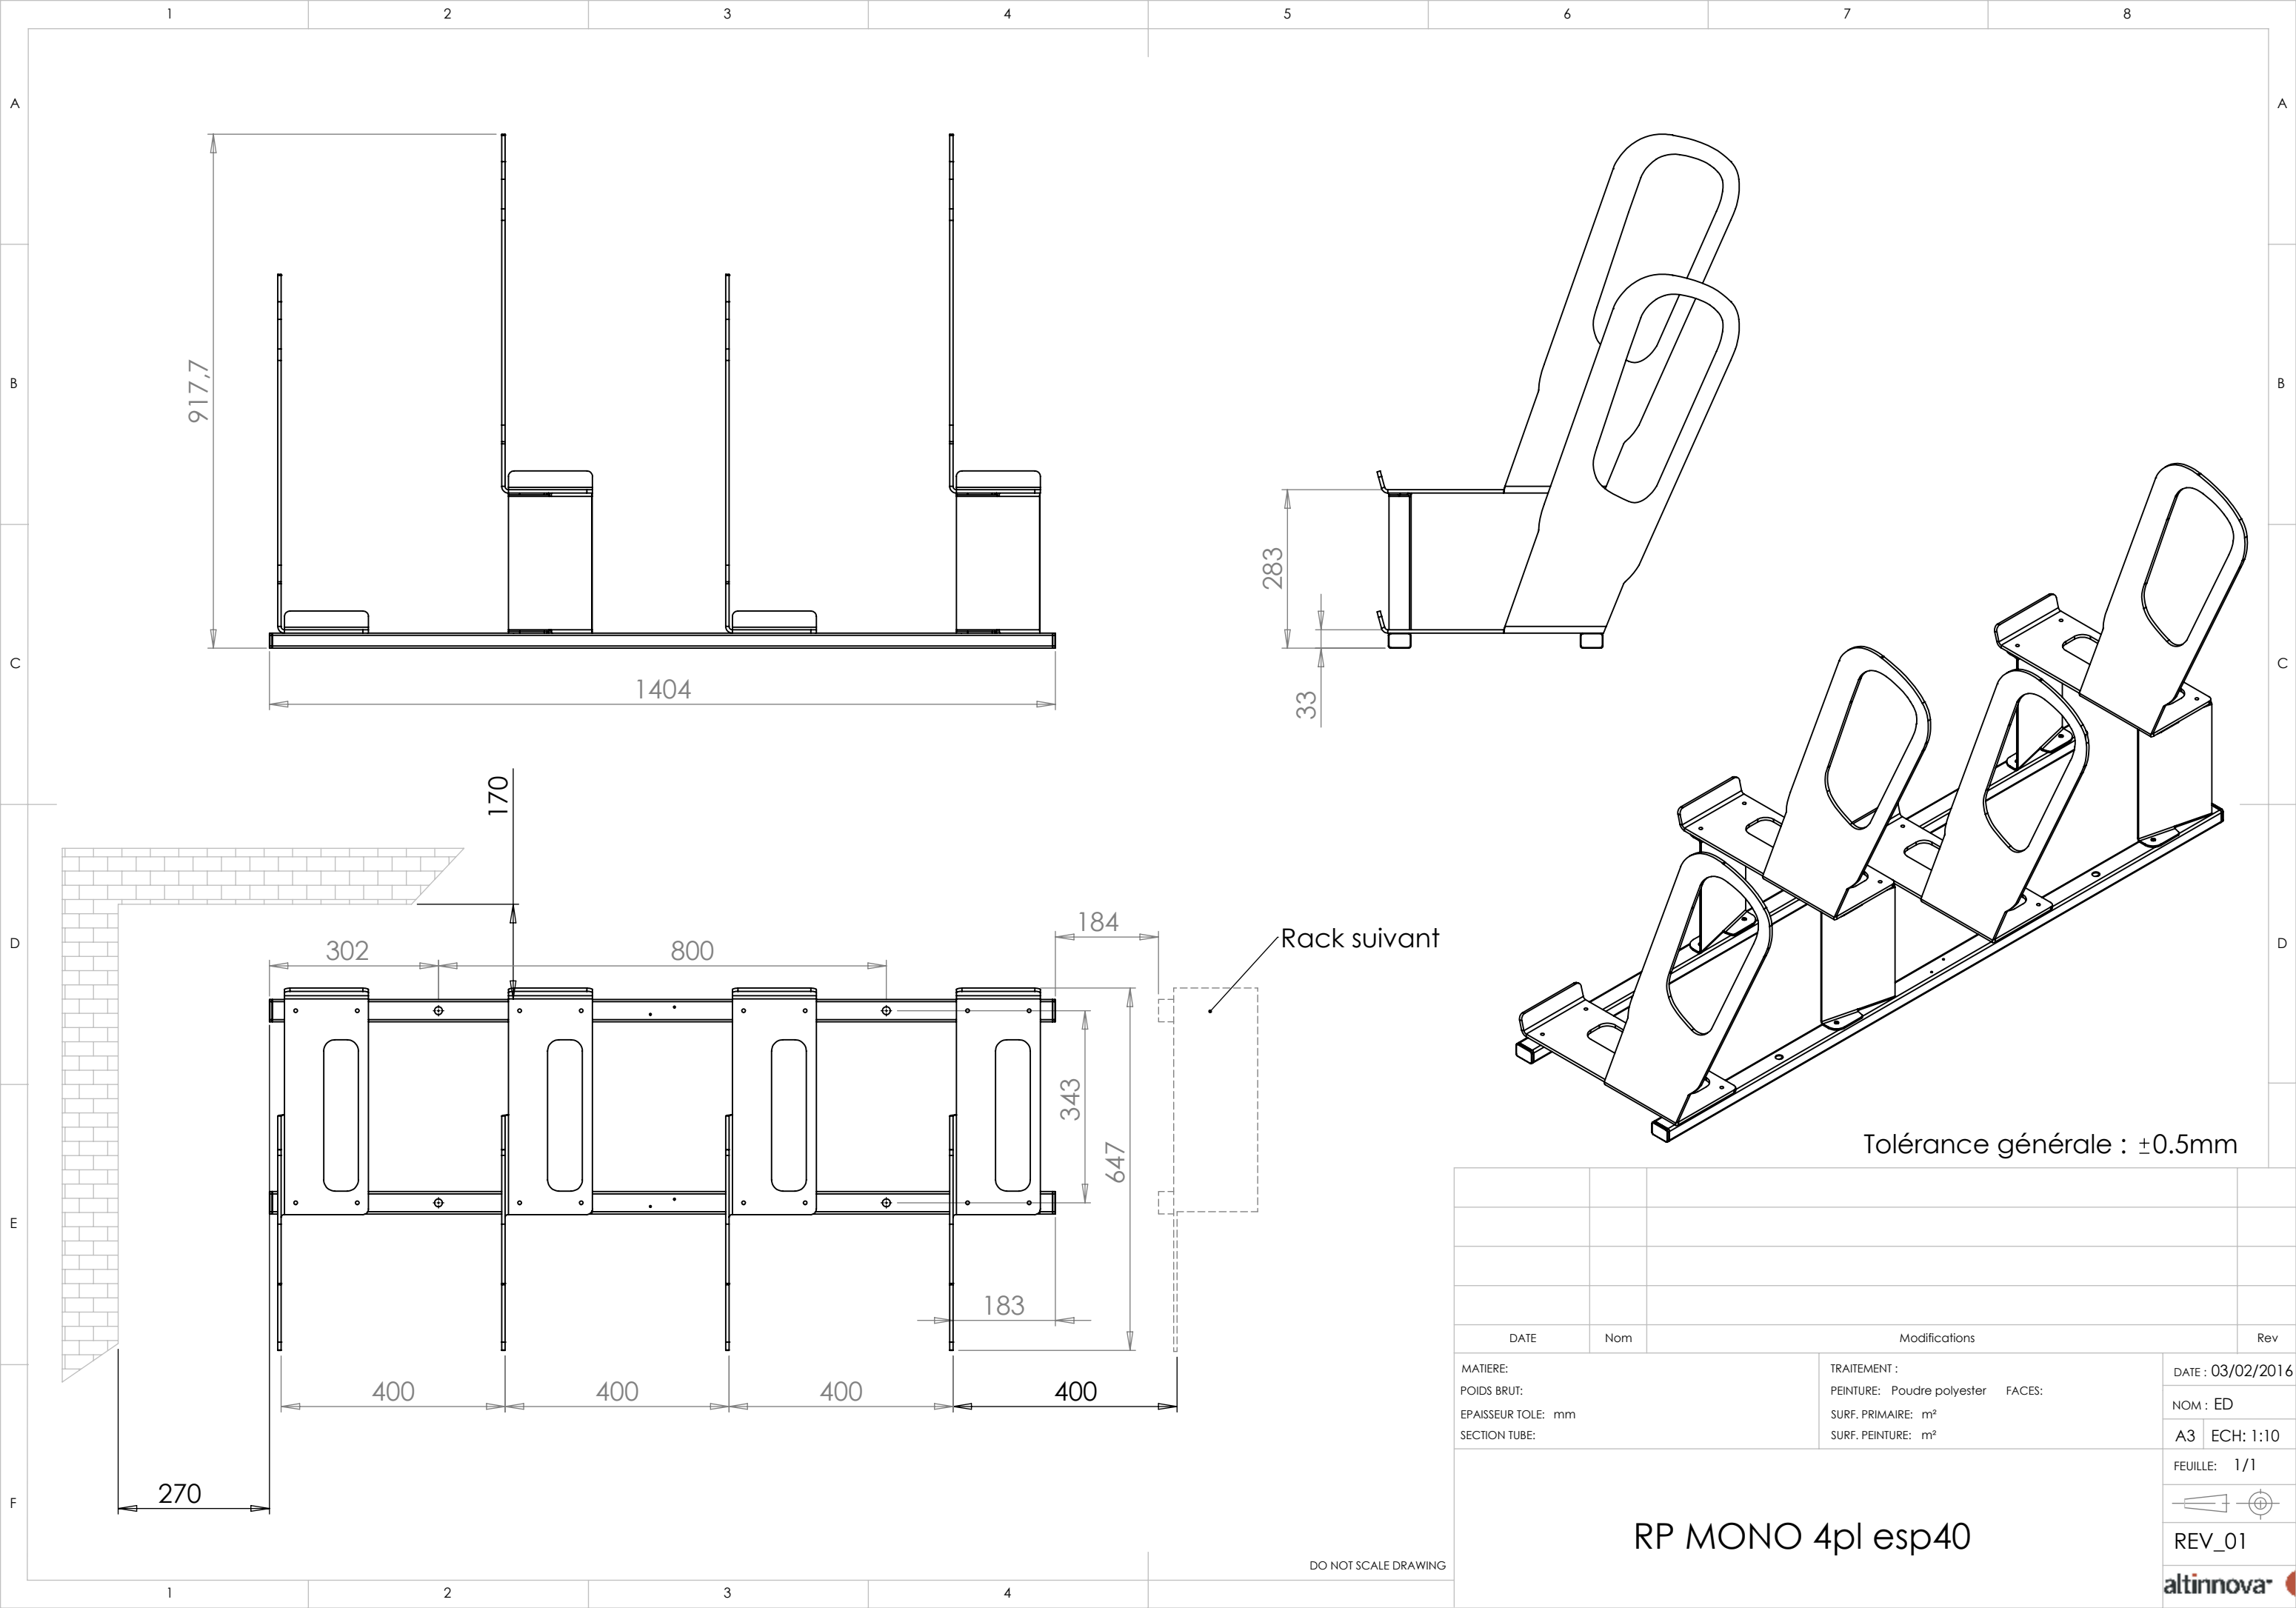 1 2 3 4 5 6 7 8
A A
B B
C C
D D
E
F
917,7
1404
283
33
170
302
800
184
Rack suivant
343
647
183
400 400 400 400
270
Tolérance générale : ±0.5mm
DATE Nom Modifications Rev
MATIERE:
POIDS BRUT:
EPAISSEUR TOLE: mm
SECTION TUBE:
TRAITEMENT :
PEINTURE: Poudre polyester FACES:
SURF. PRIMAIRE: m²
SURF. PEINTURE: m²
DATE : 03/02/2016
NOM : ED
A3 ECH: 1:10
FEUILLE: 1/1
REV_01
RP MONO 4pl esp40
altinnova
DO NOT SCALE DRAWING
1 2 3 4